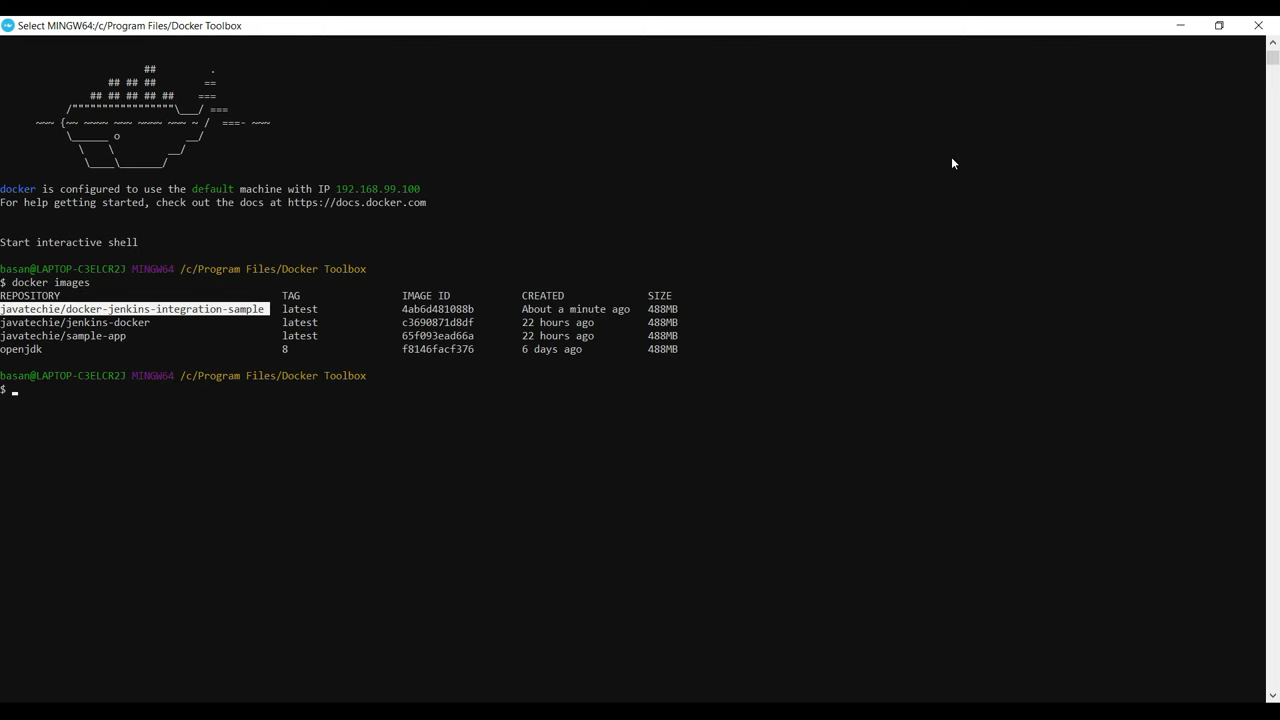 Select MINGW64:/c/Program Files/Docker Toolbox
                        ##         .
                  ## ## ##        ==
               ## ## ## ## ##    ===
           /"""""""""""""""""\___/ ===
      ~~~ {~~ ~~~~ ~~~ ~~~~ ~~~ ~ /  ===- ~~~
           \______ o           __/
             \    \         __/
              \____\_______/
docker is configured to use the default machine with IP 192.168.99.100
For help getting started, check out the docs at https://docs.docker.com
Start interactive shell
basan@LAPTOP-C3ELCR2J MINGW64 /c/Program Files/Docker Toolbox
$ docker images
REPOSITORY TAG IMAGE ID CREATED SIZE
javatechie/docker-jenkins-integration-sample latest 4ab6d481088b About a minute ago 488MB
javatechie/jenkins-docker latest c3690871d8df 22 hours ago 488MB
javatechie/sample-app latest 65f093ead66a 22 hours ago 488MB
openjdk 8 f8146facf376 6 days ago 488MB
basan@LAPTOP-C3ELCR2J MINGW64 /c/Program Files/Docker Toolbox
$